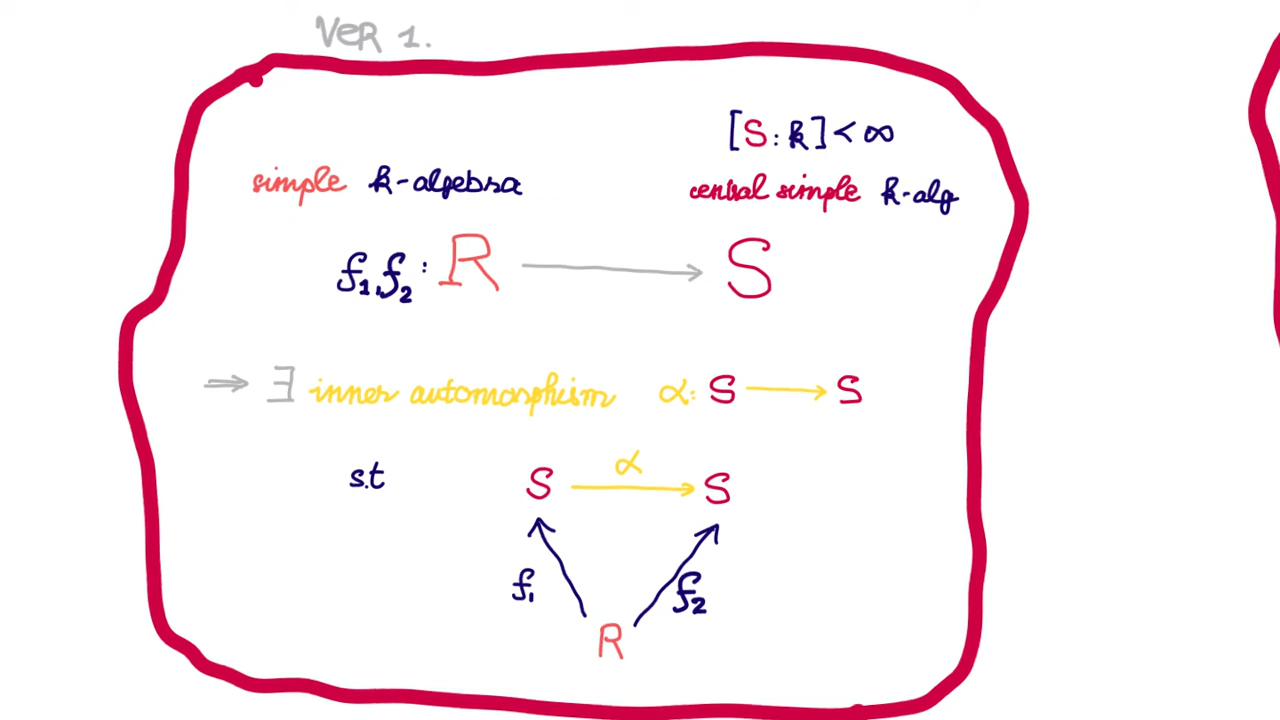 VER 1.
[S:k] < ∞
simple k-algebra central simple k-alg
f₁,f₂ : R ⟶ S
⇒ ∃ inner automorphism α: S ⟶ S
s.t S ⟶ S
α
f₁ f₂
R